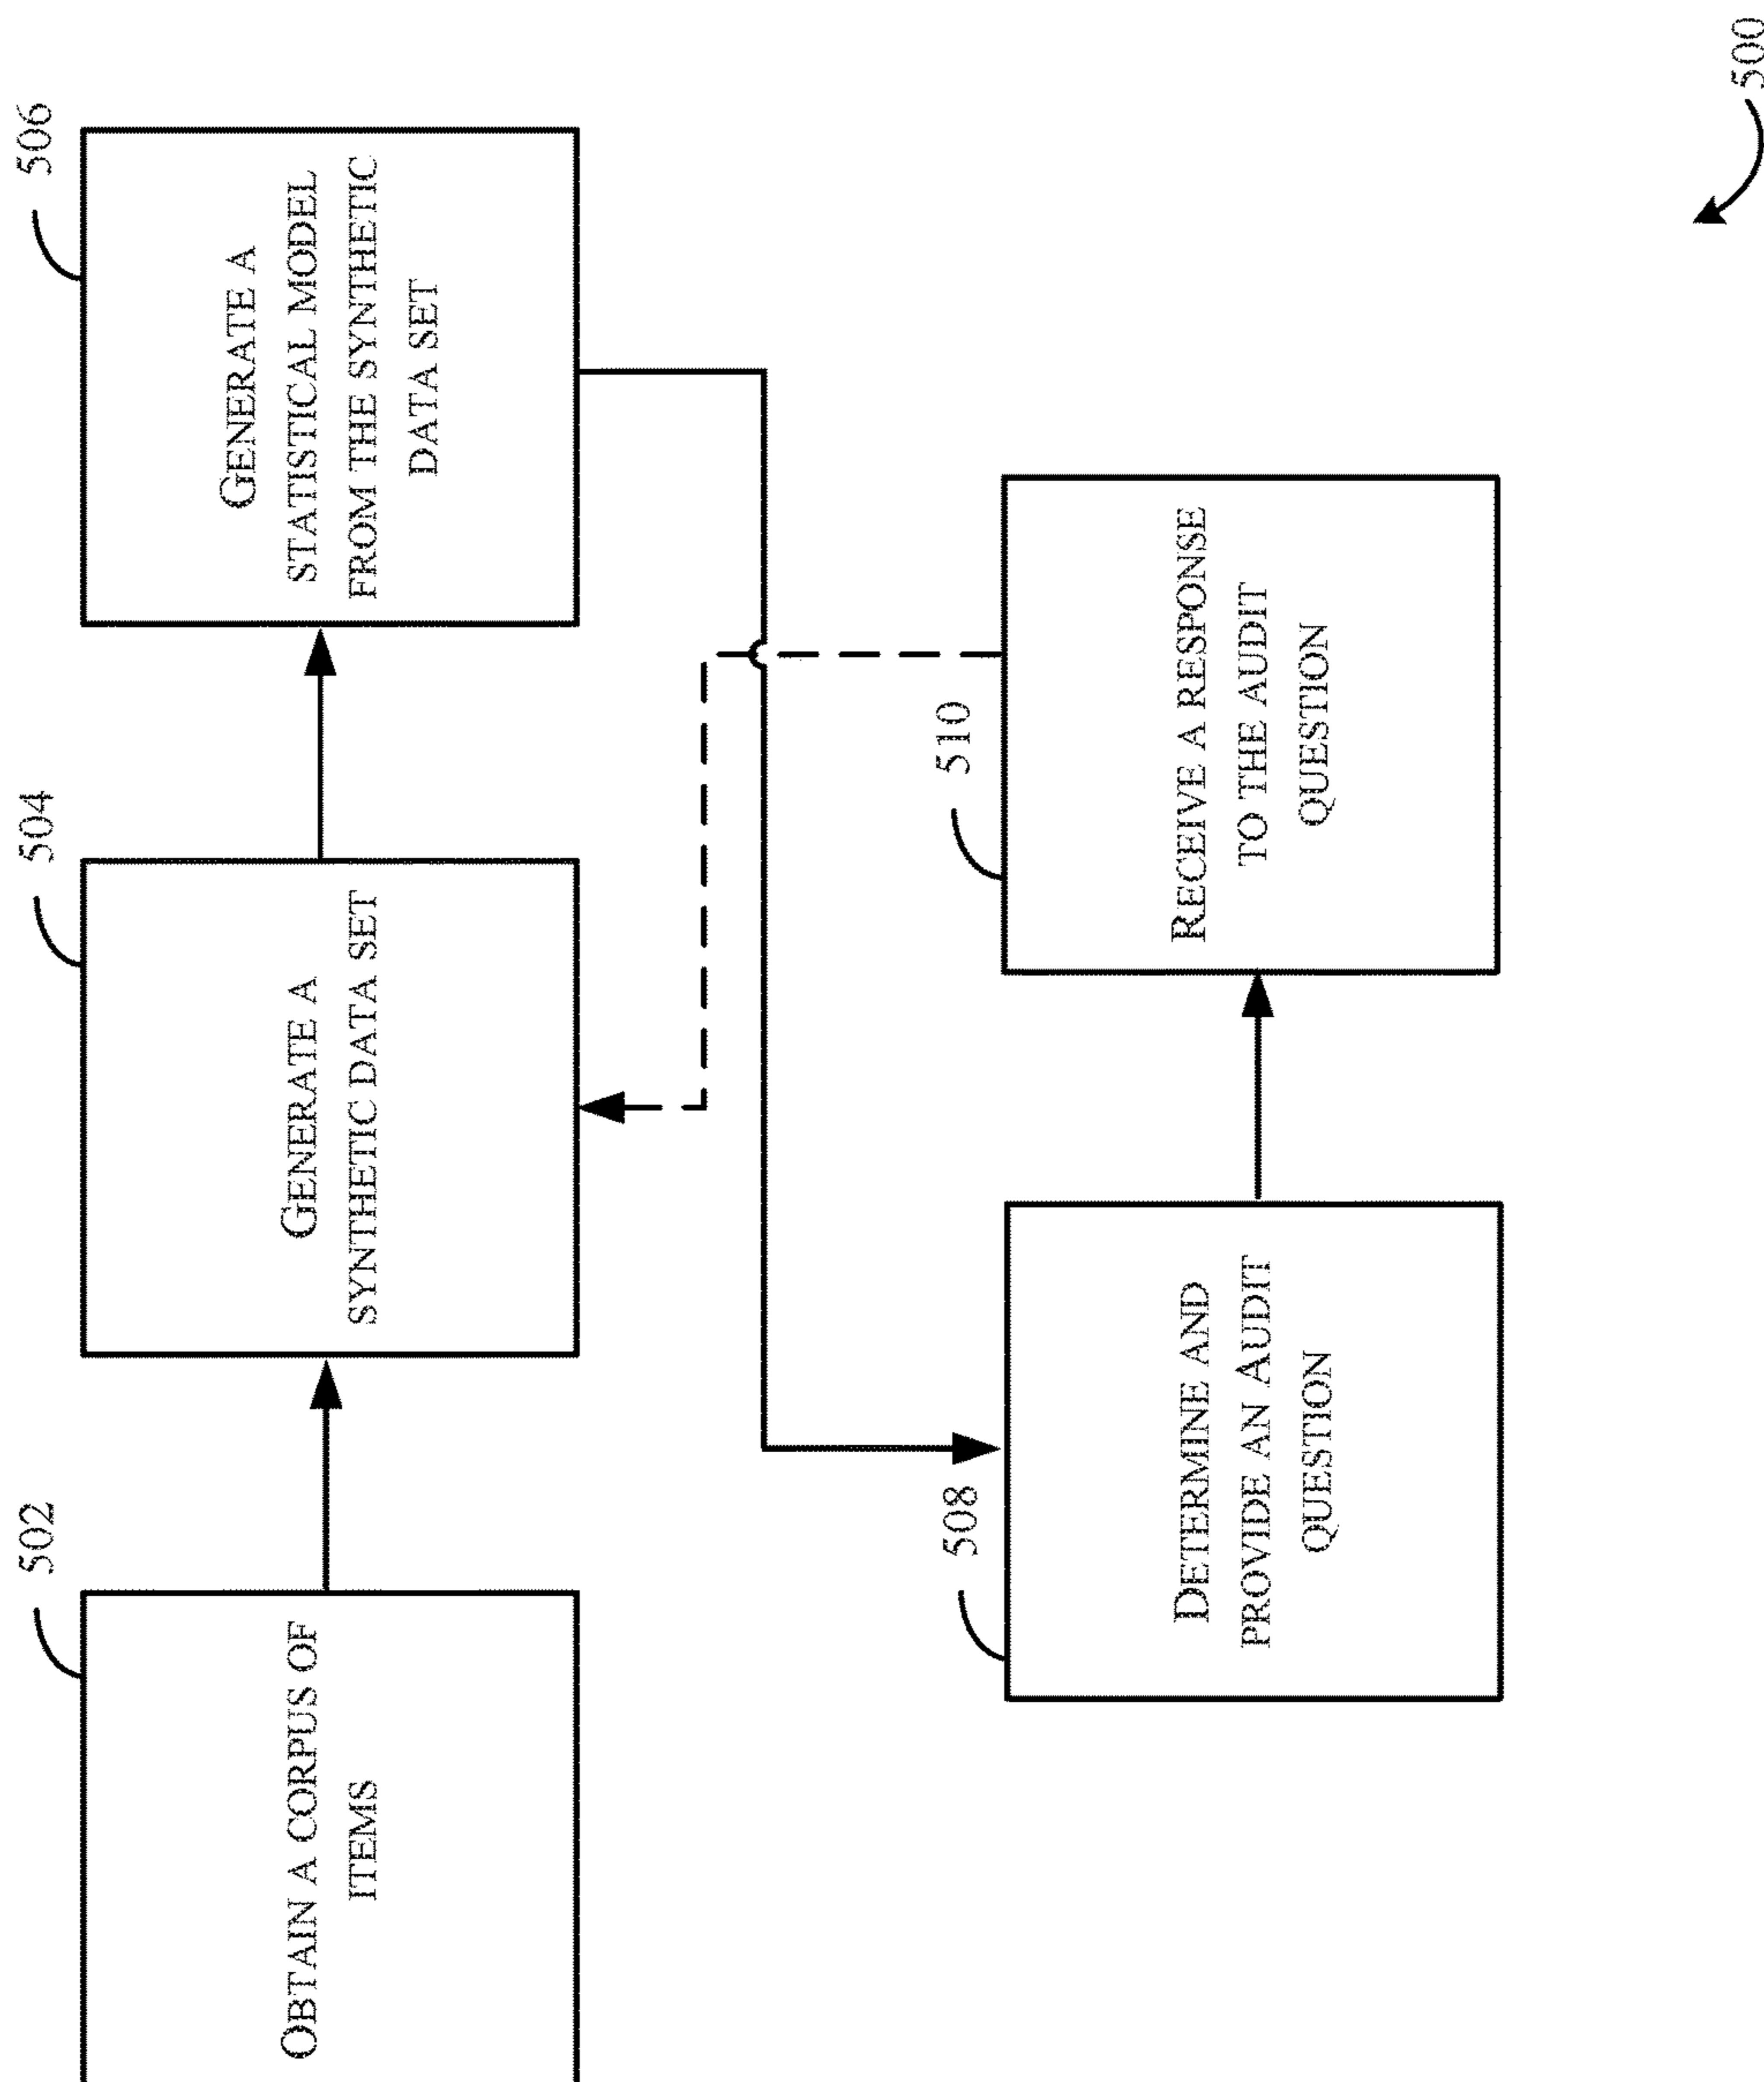 502
OBTAIN A CORPUS OF
ITEMS
504
GENERATE A
SYNTHETIC DATA SET
506
GENERATE A
STATISTICAL MODEL
FROM THE SYNTHETIC
DATA SET
508
DETERMINE AND
PROVIDE AN AUDIT
QUESTION
510
RECEIVE A RESPONSE
TO THE AUDIT
QUESTION
500